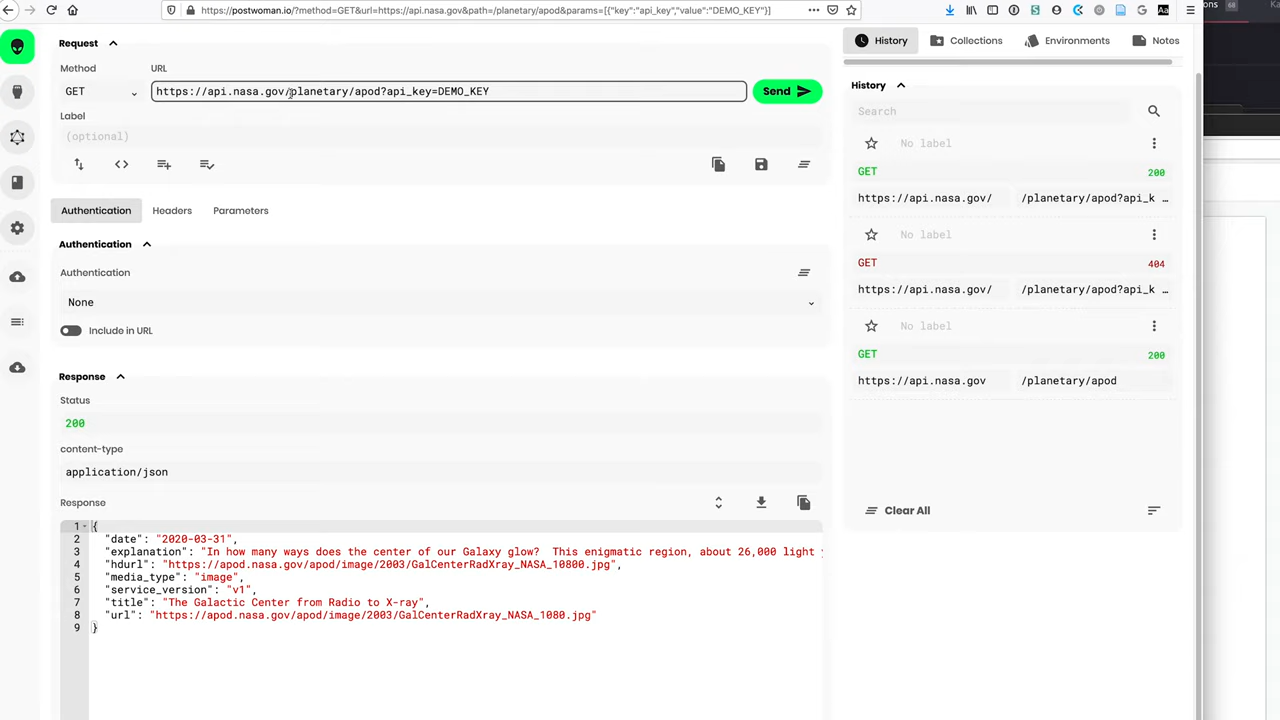 https://postwoman.io/?method=GET&url=https://api.nasa.gov&path=/planetary/apod&params=[{"key":"api_key","value":"DEMO_KEY"}]
Request
Method URL
GET https://api.nasa.gov/planetary/apod?api_key=DEMO_KEY Send
Label
(optional)
Authentication Headers Parameters
Authentication
Authentication
None
Include in URL
Response
Status
200
content-type
application/json
Response
1 {
2 "date": "2020-03-31",
3 "explanation": "In how many ways does the center of our Galaxy glow?  This enigmatic region, about 26,000 light
4 "hdurl": "https://apod.nasa.gov/apod/image/2003/GalCenterRadXray_NASA_10800.jpg",
5 "media_type": "image",
6 "service_version": "v1",
7 "title": "The Galactic Center from Radio to X-ray",
8 "url": "https://apod.nasa.gov/apod/image/2003/GalCenterRadXray_NASA_1080.jpg"
9 }
History Collections Environments Notes
History
Search
No label
GET 200
https://api.nasa.gov/ /planetary/apod?api_k …
No label
GET 404
https://api.nasa.gov/ /planetary/apod?api_k …
No label
GET 200
https://api.nasa.gov /planetary/apod
Clear All